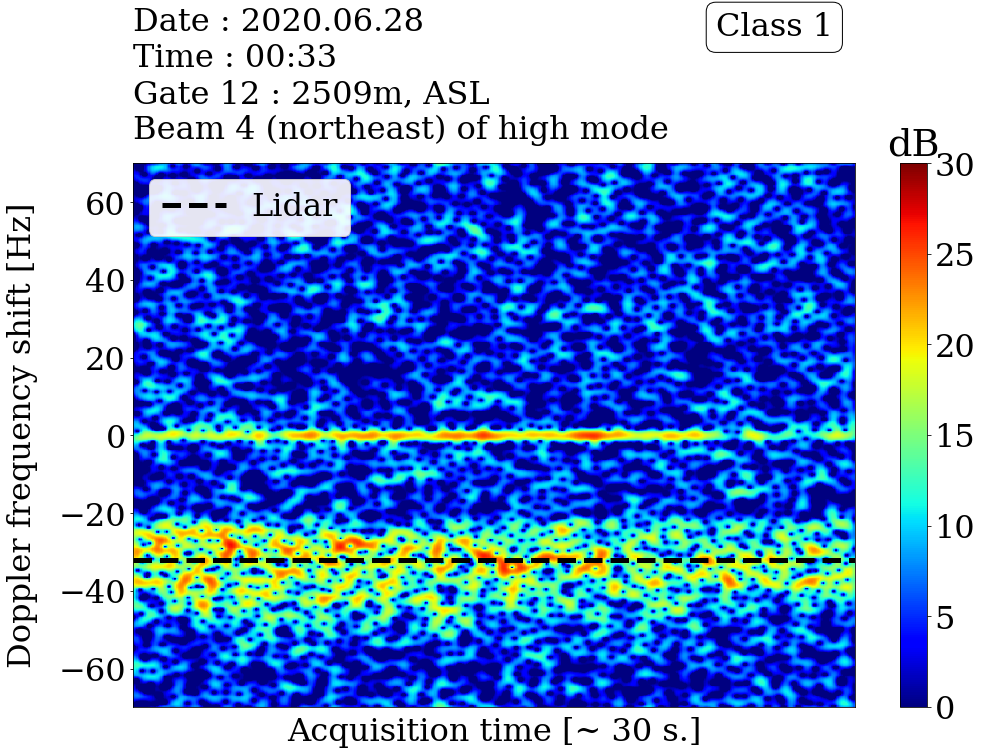 Date : 2020.06.28
Time : 00:33
Gate 12 : 2509m, ASL
Beam 4 (northeast) of high mode
Class 1
dB
Lidar
Doppler frequency shift [Hz]
60
40
20
0
−20
−40
−60
Acquisition time [~ 30 s.]
30
25
20
15
10
5
0